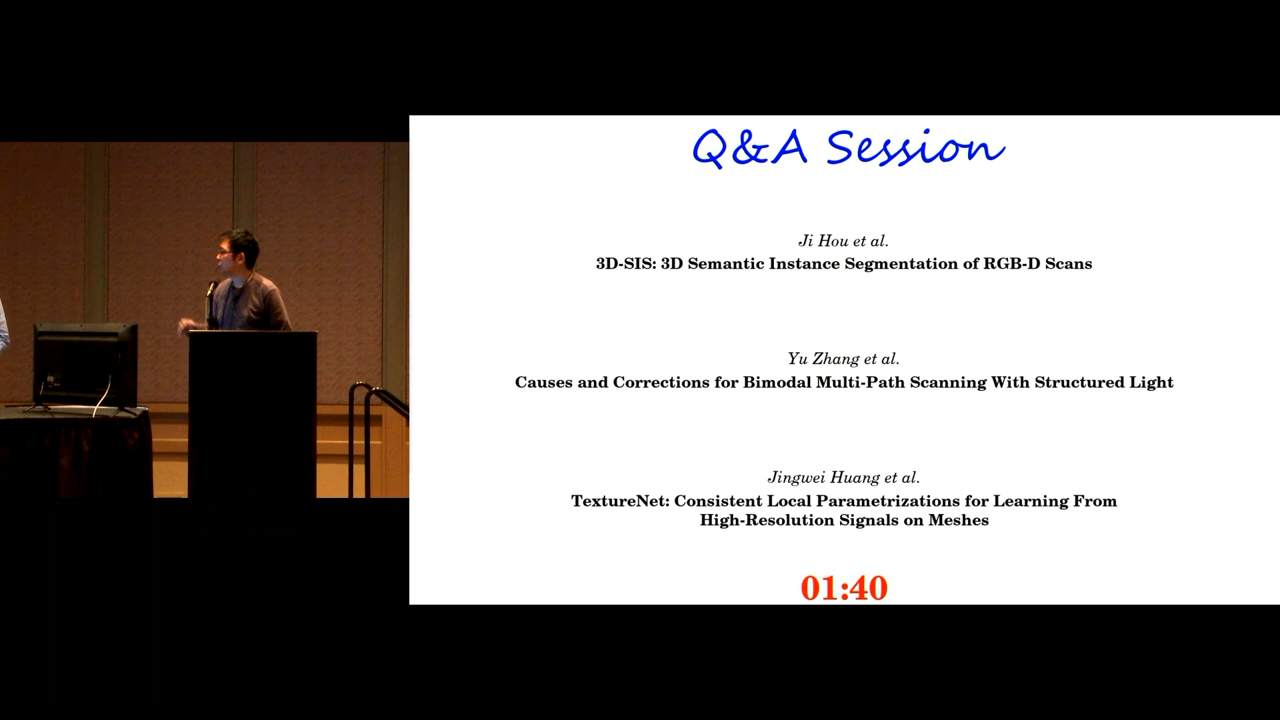 Q&A Session
Ji Hou et al.
3D-SIS: 3D Semantic Instance Segmentation of RGB-D Scans
Yu Zhang et al.
Causes and Corrections for Bimodal Multi-Path Scanning With Structured Light
Jingwei Huang et al.
TextureNet: Consistent Local Parametrizations for Learning From
High-Resolution Signals on Meshes
01:40